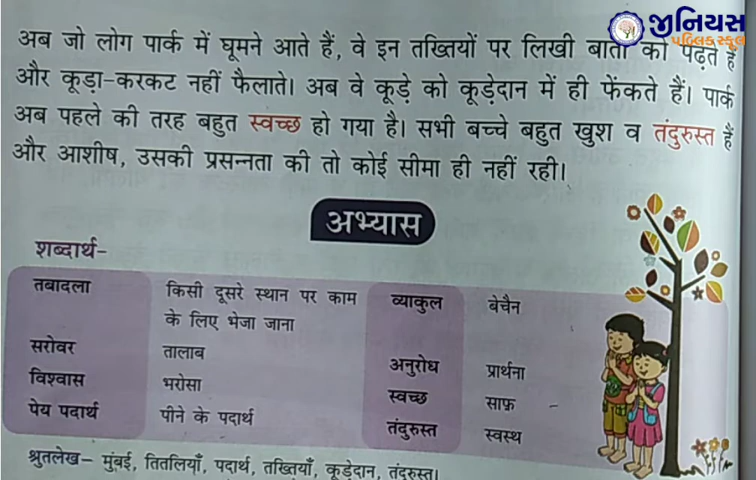 जीનિયસ
પબ્લિક સ્કૂલ
अब जो लोग पार्क में घूमने आते हैं, वे इन तख्तियों पर लिखी बातों को पढ़ते हैं
और कूड़ा-करकट नहीं फैलाते। अब वे कूड़े को कूड़ेदान में ही फेंकते हैं। पार्क
अब पहले की तरह बहुत स्वच्छ हो गया है। सभी बच्चे बहुत खुश व तंदुरुस्त हैं
और आशीष, उसकी प्रसन्नता की तो कोई सीमा ही नहीं रही।
अभ्यास
शब्दार्थ–
तबादला किसी दूसरे स्थान पर काम व्याकुल बेचैन
के लिए भेजा जाना
सरोवर तालाब अनुरोध प्रार्थना
विश्वास भरोसा स्वच्छ साफ़
पेय पदार्थ पीने के पदार्थ तंदुरुस्त स्वस्थ
श्रुतलेख– मुंबई, तितलियाँ, पदार्थ, तख्तियाँ, कूड़ेदान, तंदुरुस्त।